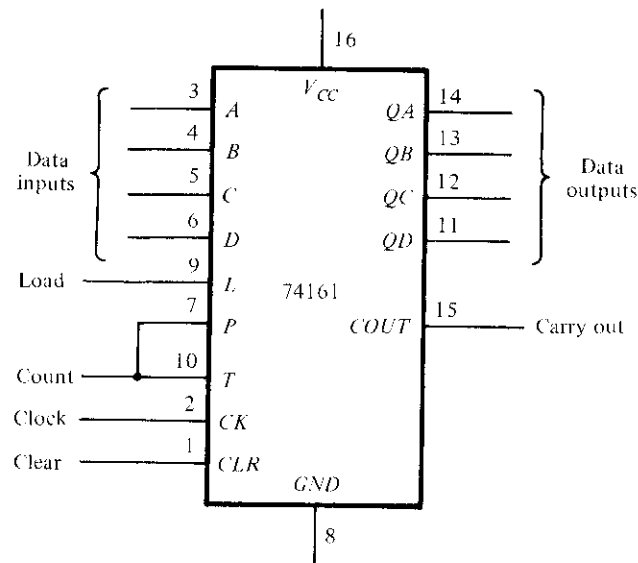 16
V_CC
3 A QA 14
4 B QB 13
Data inputs
5 C QC 12
Data outputs
6 D QD 11
Load 9 L
74161
7 P COUT 15 Carry out
Count 10 T
Clock 2 CK
Clear 1 CLR
GND
8